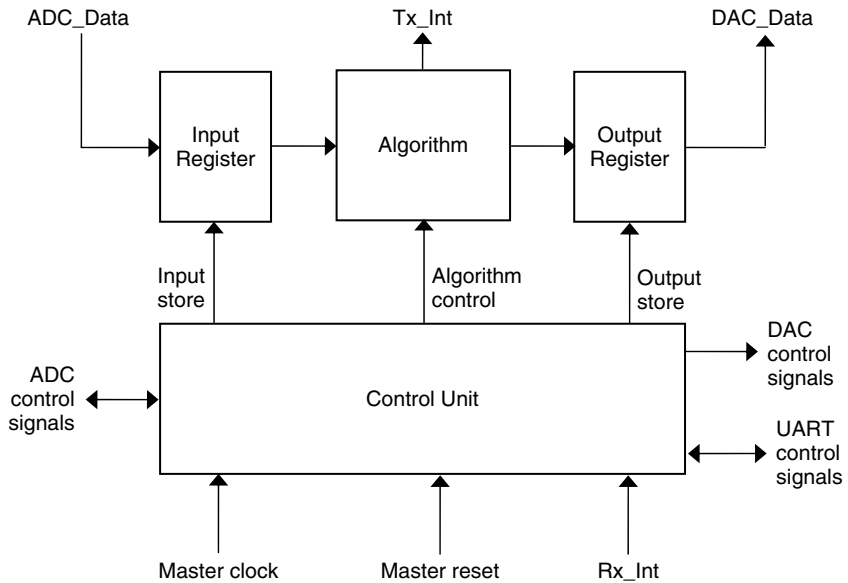 ADC_Data
Tx_Int
DAC_Data
Input
Register
Algorithm
Output
Register
Input
store
Algorithm
control
Output
store
DAC
control
signals
ADC
control
signals
Control Unit
UART
control
signals
Master clock
Master reset
Rx_Int